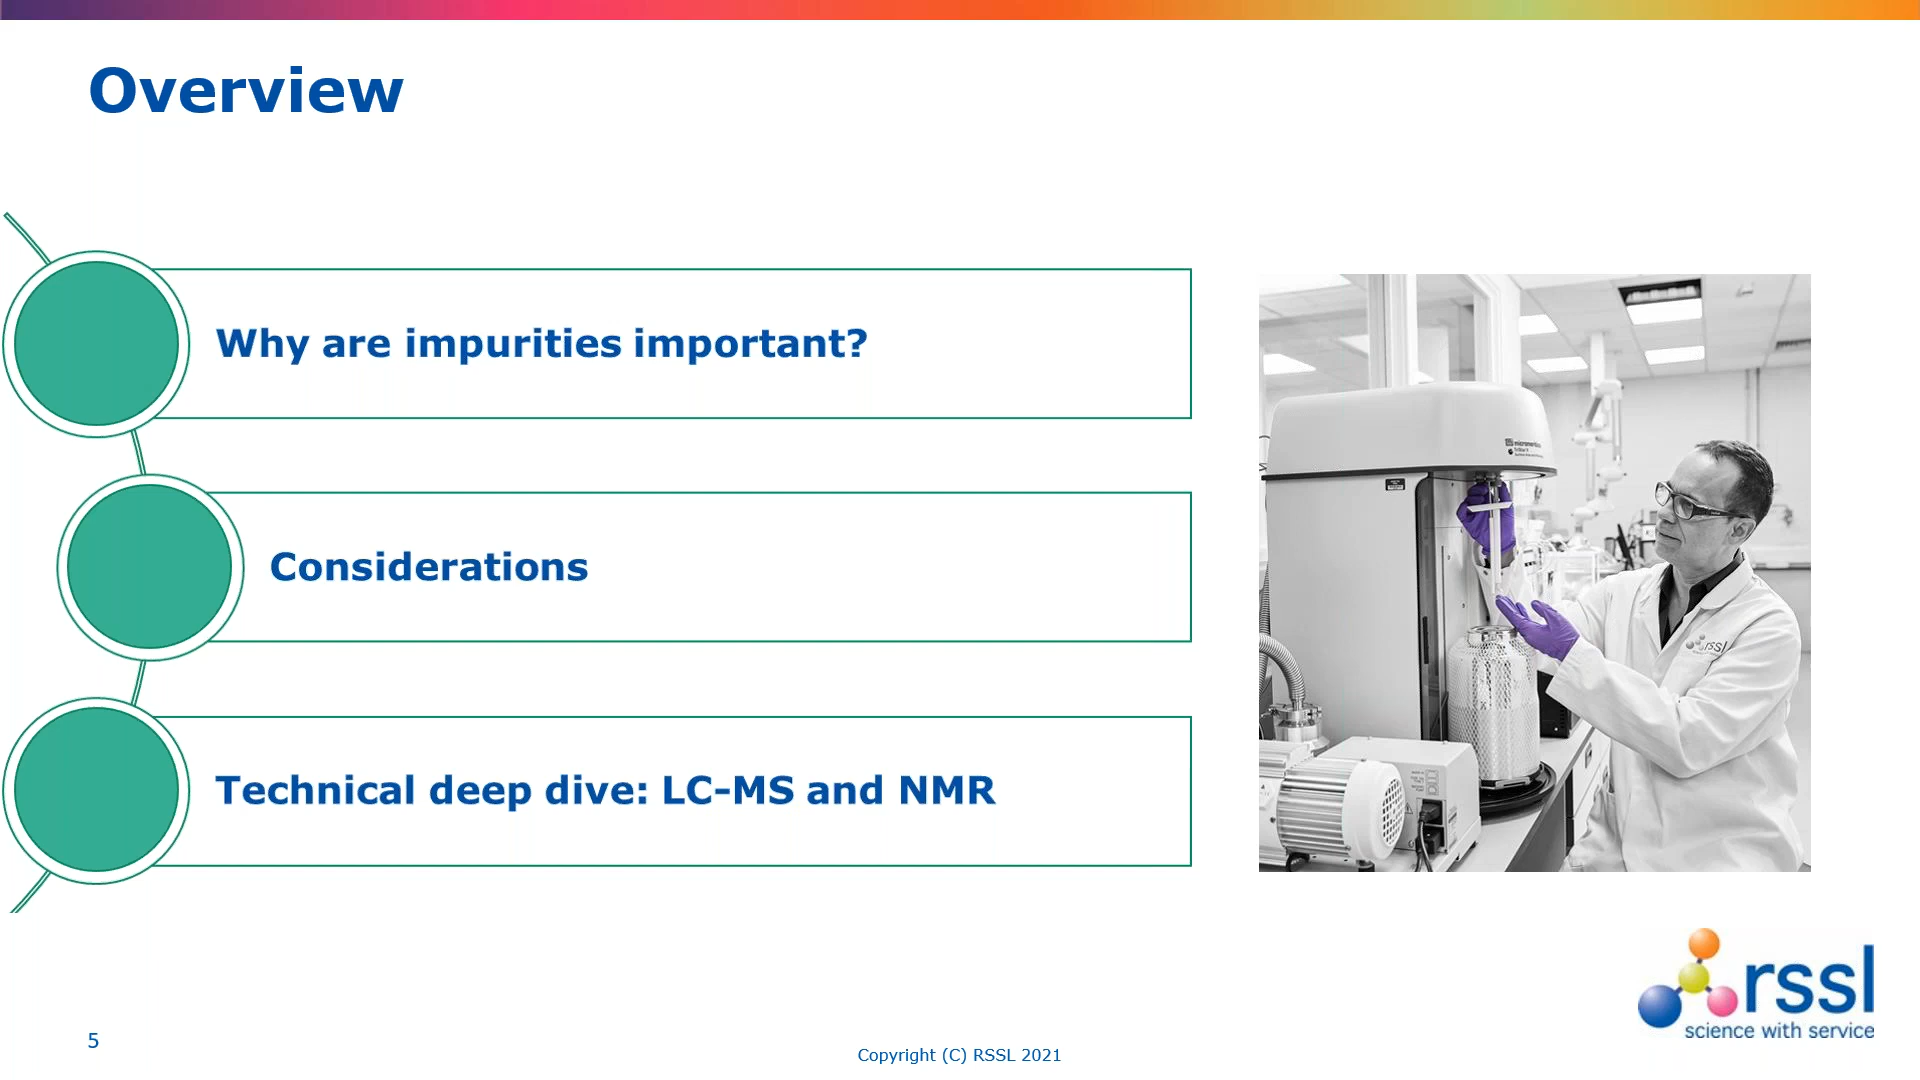 Overview
Why are impurities important?
Considerations
Technical deep dive: LC-MS and NMR
rssl
rssl
science with service
5
Copyright (C) RSSL 2021